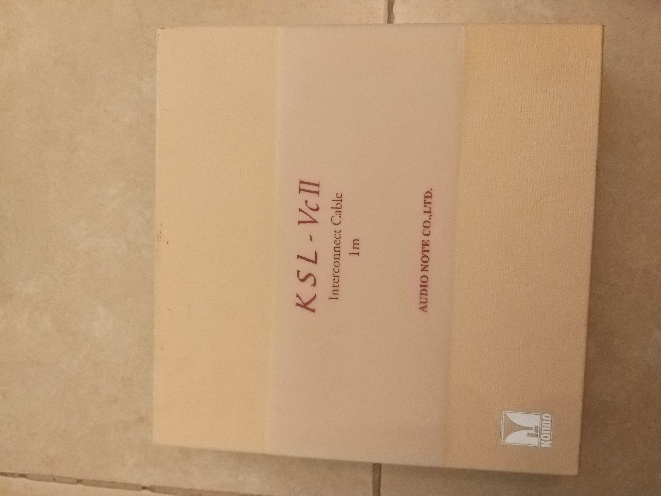 KSL-VcII
Interconnect Cable
1m
AUDIO NOTE CO.,LTD.
KONDO